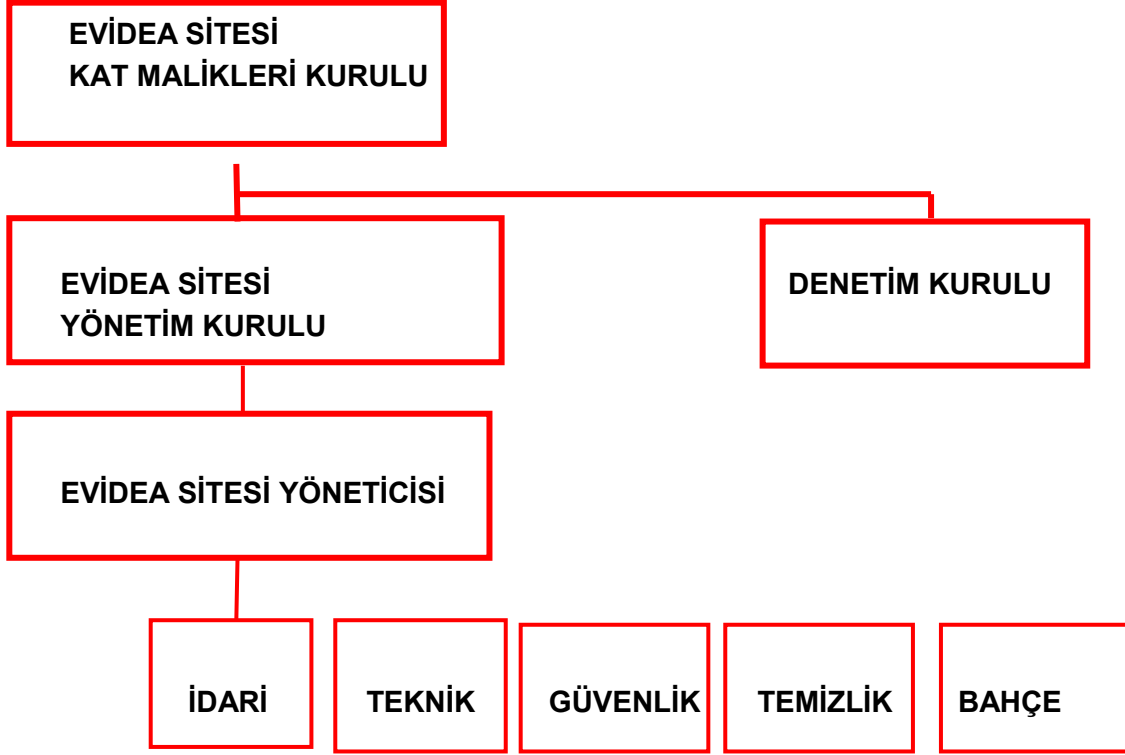 EVİDEA SİTESİ
KAT MALİKLERİ KURULU
EVİDEA SİTESİ
YÖNETİM KURULU
DENETİM KURULU
EVİDEA SİTESİ YÖNETİCİSİ
İDARİ
TEKNİK
GÜVENLİK
TEMİZLİK
BAHÇE